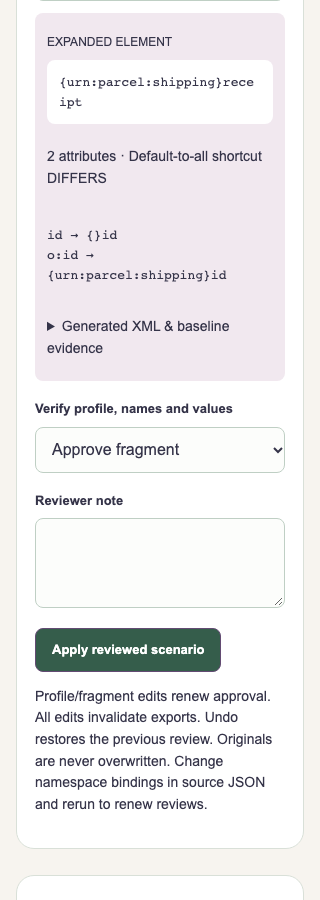 EXPANDED ELEMENT
{urn:parcel:shipping}rece
ipt
2 attributes · Default-to-all shortcut
DIFFERS
id → {}id
o:id →
{urn:parcel:shipping}id
▶ Generated XML & baseline
evidence
Verify profile, names and values
Approve fragment
Reviewer note
Apply reviewed scenario
Profile/fragment edits renew approval.
All edits invalidate exports. Undo
restores the previous review. Originals
are never overwritten. Change
namespace bindings in source JSON
and rerun to renew reviews.